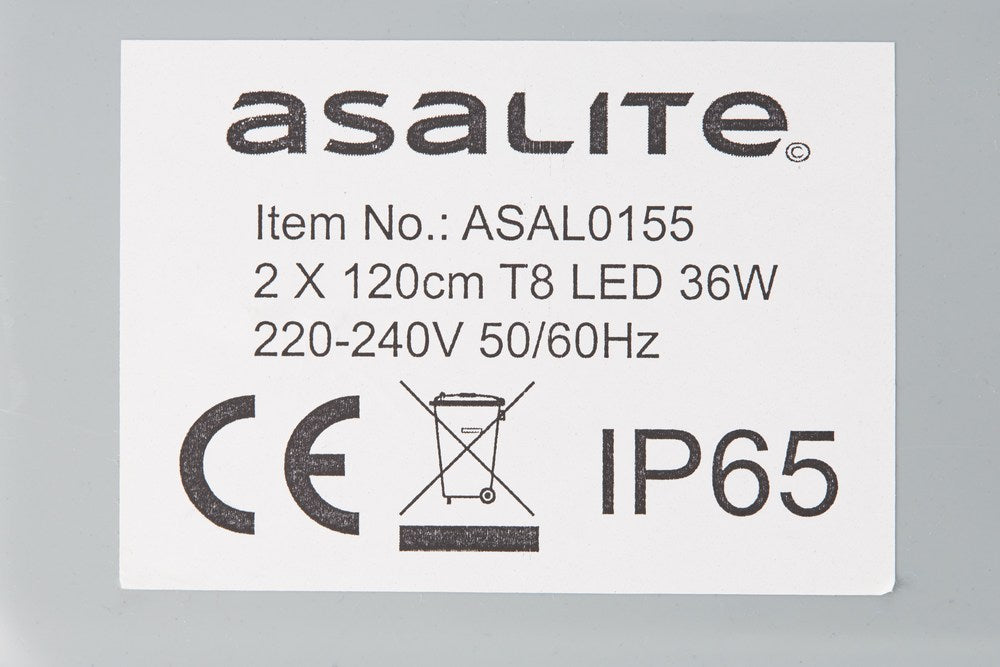 asaLITE©
Item No.: ASAL0155
2 X 120cm T8 LED 36W
220-240V 50/60Hz
CE IP65